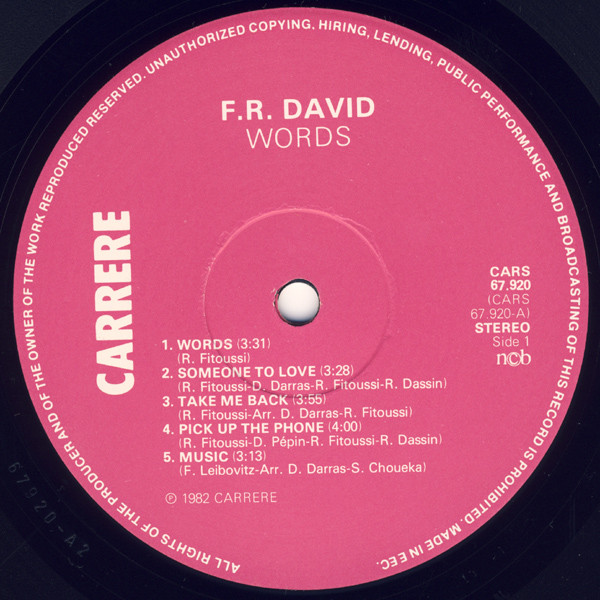 ALL RIGHTS OF THE PRODUCER AND OF THE OWNER OF THE WORK REPRODUCED RESERVED. UNAUTHORIZED COPYING, HIRING, LENDING, PUBLIC PERFORMANCE AND BROADCASTING OF THIS RECORD IS PROHIBITED. MADE IN EEC.
F.R. DAVID
WORDS
CARRERE
CARS
67.920
(CARS
67.920-A)
STEREO
Side 1
ncb
1. WORDS (3:31)
(R. Fitoussi)
2. SOMEONE TO LOVE (3:28)
(R. Fitoussi-D. Darras-R. Fitoussi-R. Dassin)
3. TAKE ME BACK (3:55)
(R. Fitoussi-Arr. D. Darras-R. Fitoussi)
4. PICK UP THE PHONE (4:00)
(R. Fitoussi-D. Pépin-R. Fitoussi-R. Dassin)
5. MUSIC (3:13)
(F. Leibovitz-Arr. D. Darras-S. Choueka)
℗ 1982 CARRERE
67920-A2